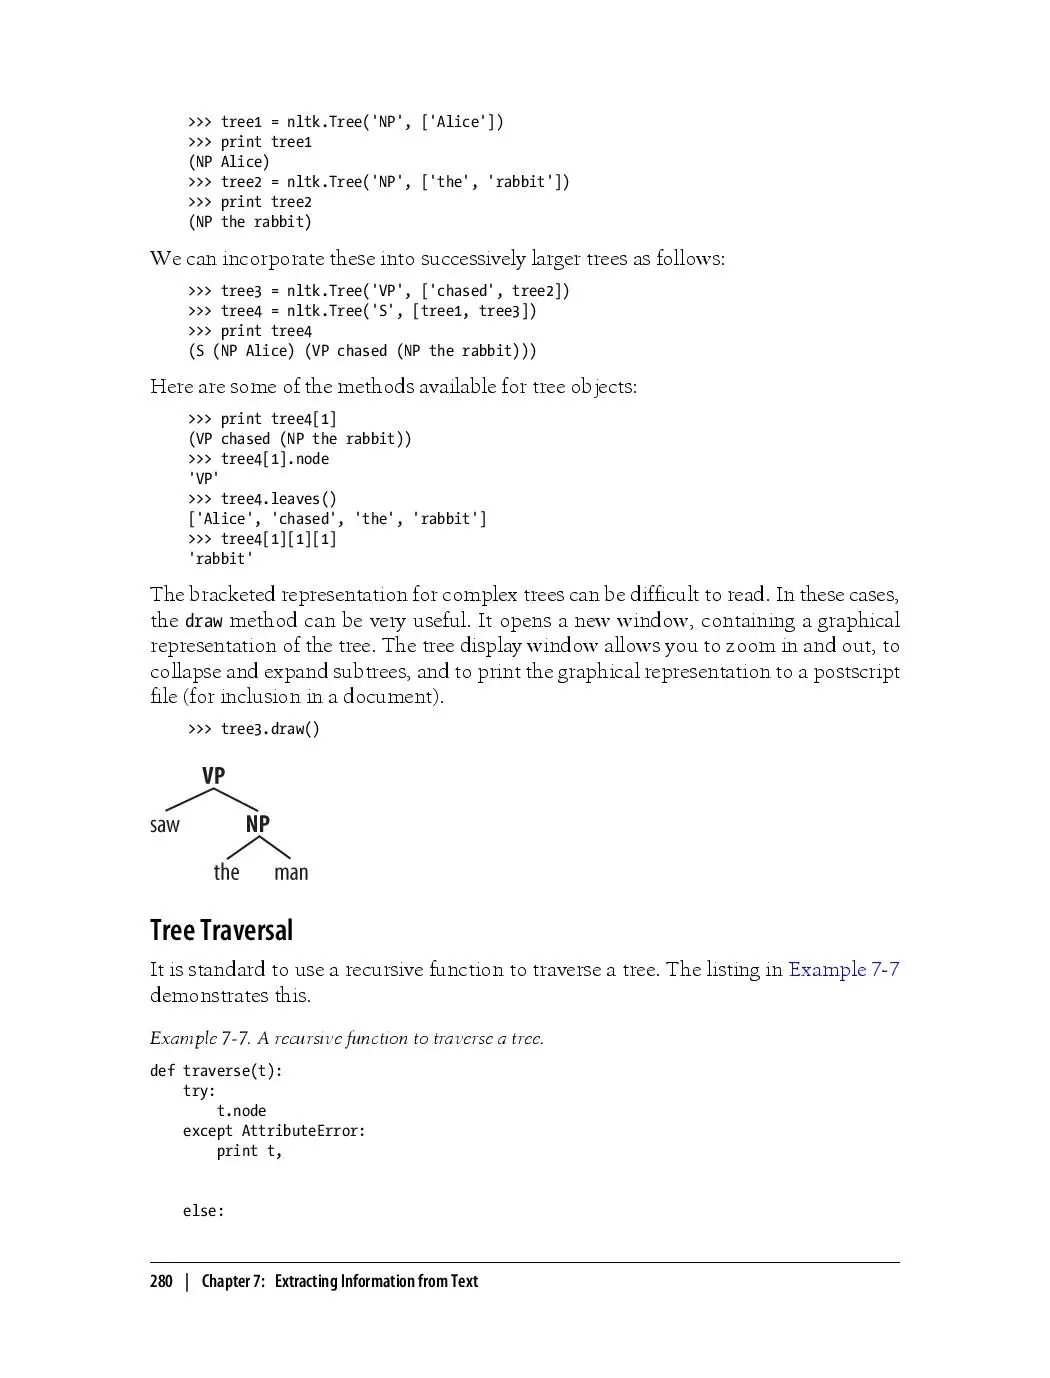 >>> tree1 = nltk.Tree('NP', ['Alice'])
>>> print tree1
(NP Alice)
>>> tree2 = nltk.Tree('NP', ['the', 'rabbit'])
>>> print tree2
(NP the rabbit)
We can incorporate these into successively larger trees as follows:
>>> tree3 = nltk.Tree('VP', ['chased', tree2])
>>> tree4 = nltk.Tree('S', [tree1, tree3])
>>> print tree4
(S (NP Alice) (VP chased (NP the rabbit)))
Here are some of the methods available for tree objects:
>>> print tree4[1]
(VP chased (NP the rabbit))
>>> tree4[1].node
'VP'
>>> tree4.leaves()
['Alice', 'chased', 'the', 'rabbit']
>>> tree4[1][1][1]
'rabbit'
The bracketed representation for complex trees can be difficult to read. In these cases,
the draw method can be very useful. It opens a new window, containing a graphical
representation of the tree. The tree display window allows you to zoom in and out, to
collapse and expand subtrees, and to print the graphical representation to a postscript
file (for inclusion in a document).
>>> tree3.draw()
VP
saw NP
the man
Tree Traversal
It is standard to use a recursive function to traverse a tree. The listing in Example 7-7
demonstrates this.
Example 7-7. A recursive function to traverse a tree.
def traverse(t):
    try:
        t.node
    except AttributeError:
        print t,
    else:
280 | Chapter 7: Extracting Information from Text